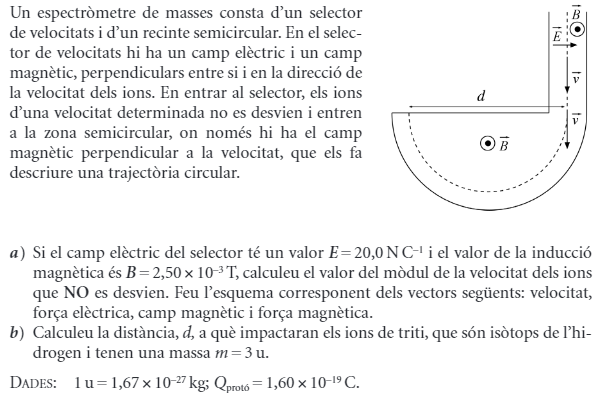 Un espectròmetre de masses consta d'un selector
de velocitats i d'un recinte semicircular. En el selec-
tor de velocitats hi ha un camp elèctric i un camp
magnètic, perpendiculars entre si i en la direcció de
la velocitat dels ions. En entrar al selector, els ions
d'una velocitat determinada no es desvien i entren
a la zona semicircular, on només hi ha el camp
magnètic perpendicular a la velocitat, que els fa
descriure una trajectòria circular.
B
E
v
d
v
B
a) Si el camp elèctric del selector té un valor E = 20,0 N C⁻¹ i el valor de la inducció
magnètica és B = 2,50 × 10⁻³ T, calculeu el valor del mòdul de la velocitat dels ions
que NO es desvien. Feu l'esquema corresponent dels vectors següents: velocitat,
força elèctrica, camp magnètic i força magnètica.
b) Calculeu la distància, d, a què impactaran els ions de triti, que són isòtops de l'hi-
drogen i tenen una massa m = 3 u.
DADES: 1 u = 1,67 × 10⁻²⁷ kg; Qprotó = 1,60 × 10⁻¹⁹ C.